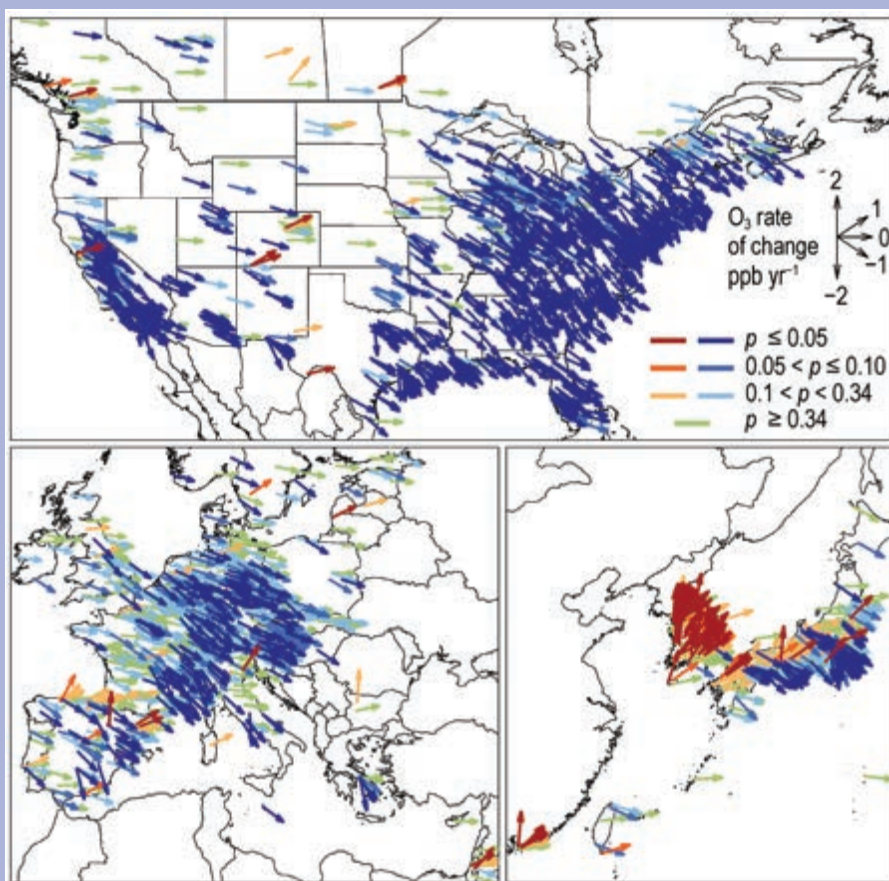 2
1
O₃ rate
of change
ppb yr⁻¹
0
−1
−2
p ≤ 0.05
0.05 < p ≤ 0.10
0.1 < p < 0.34
p ≥ 0.34